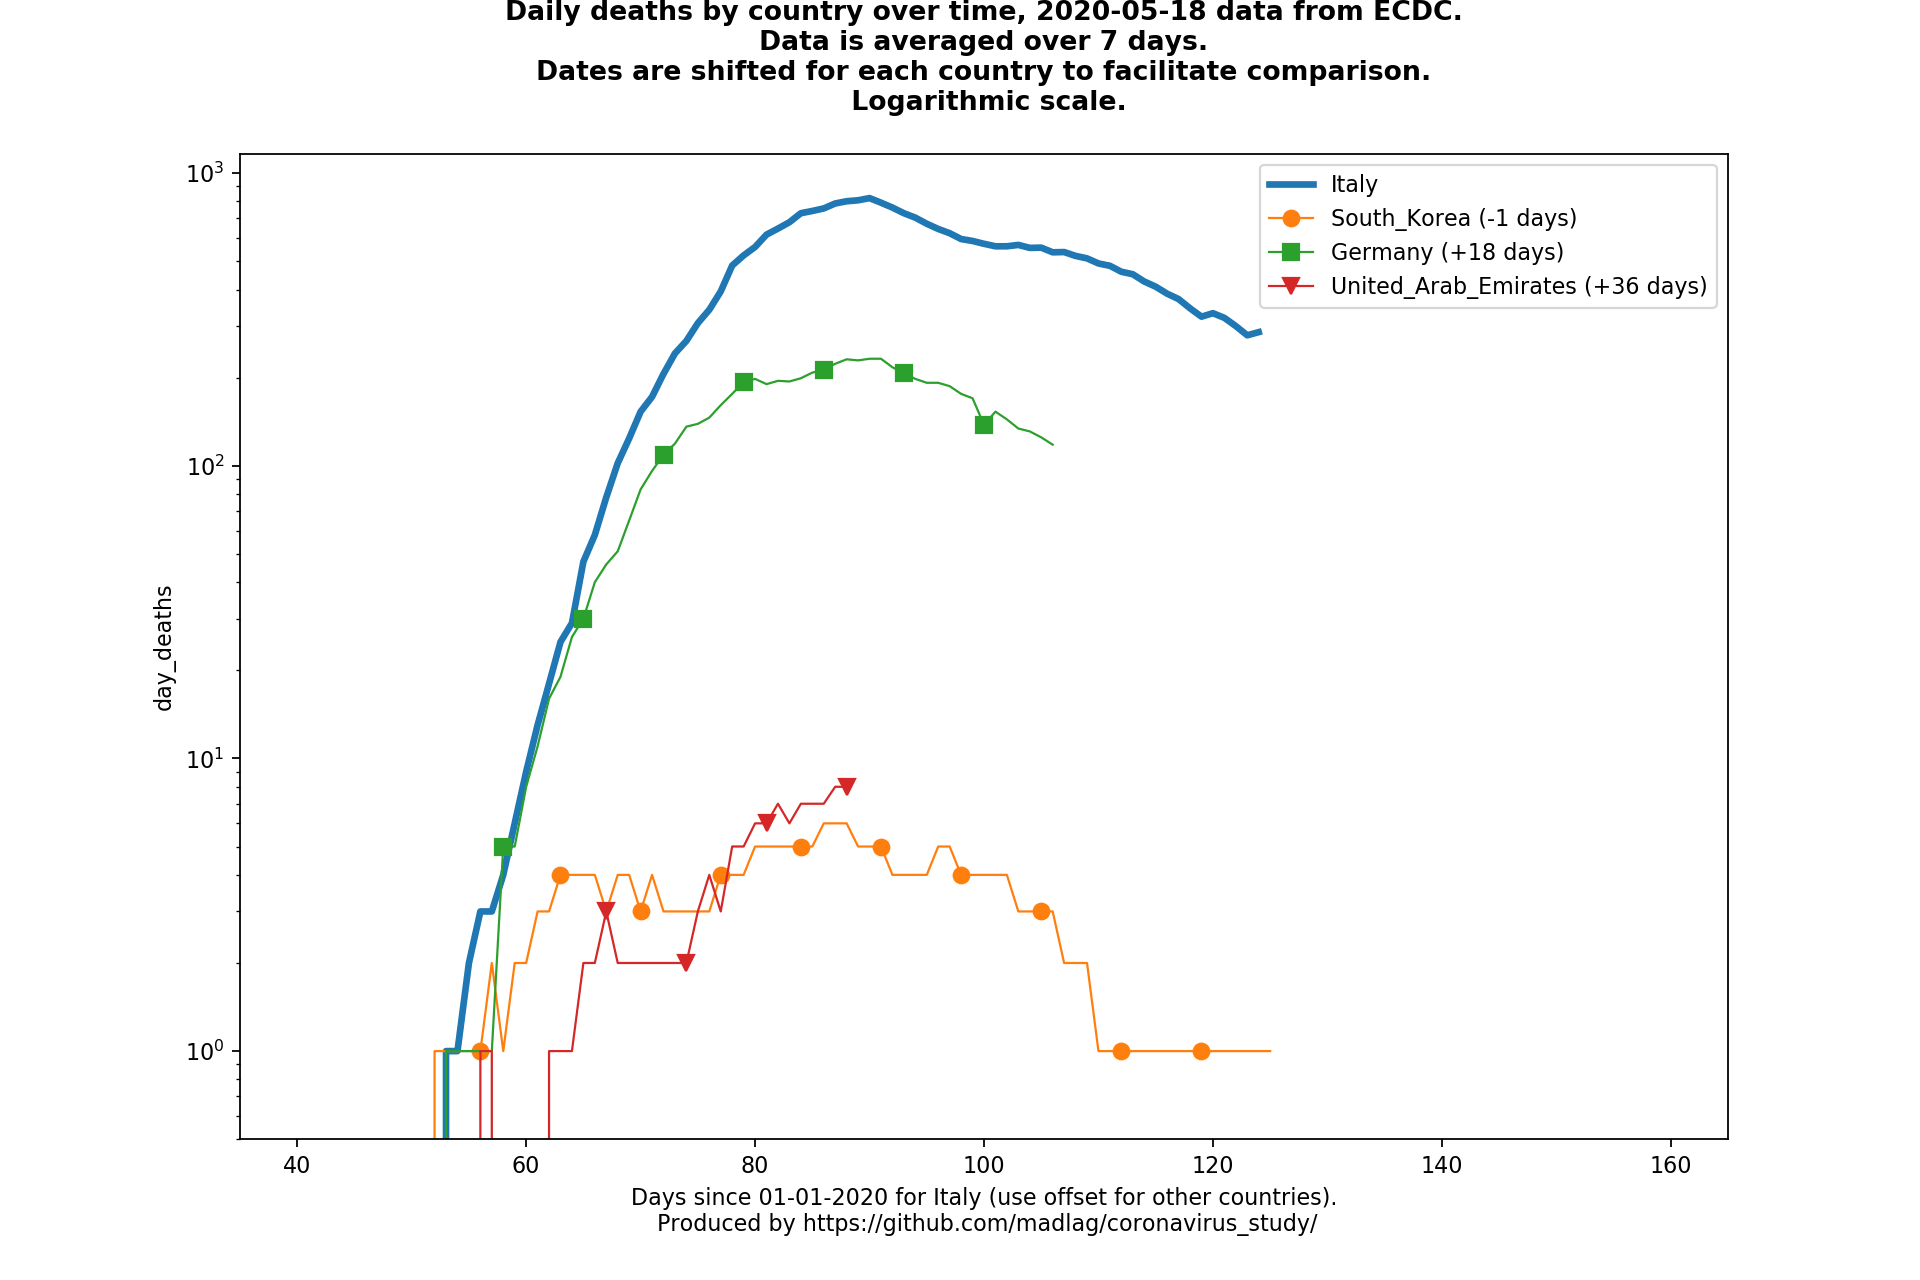 Daily deaths by country over time, 2020-05-18 data from ECDC.
Data is averaged over 7 days.
Dates are shifted for each country to facilitate comparison.
Logarithmic scale.
10³
10²
10¹
10⁰
day_deaths
Italy
South_Korea (-1 days)
Germany (+18 days)
United_Arab_Emirates (+36 days)
40 60 80 100 120 140 160
Days since 01-01-2020 for Italy (use offset for other countries).
Produced by https://github.com/madlag/coronavirus_study/